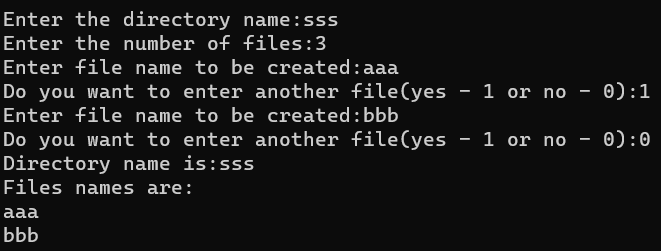 Enter the directory name:sss
Enter the number of files:3
Enter file name to be created:aaa
Do you want to enter another file(yes - 1 or no - 0):1
Enter file name to be created:bbb
Do you want to enter another file(yes - 1 or no - 0):0
Directory name is:sss
Files names are:
aaa
bbb